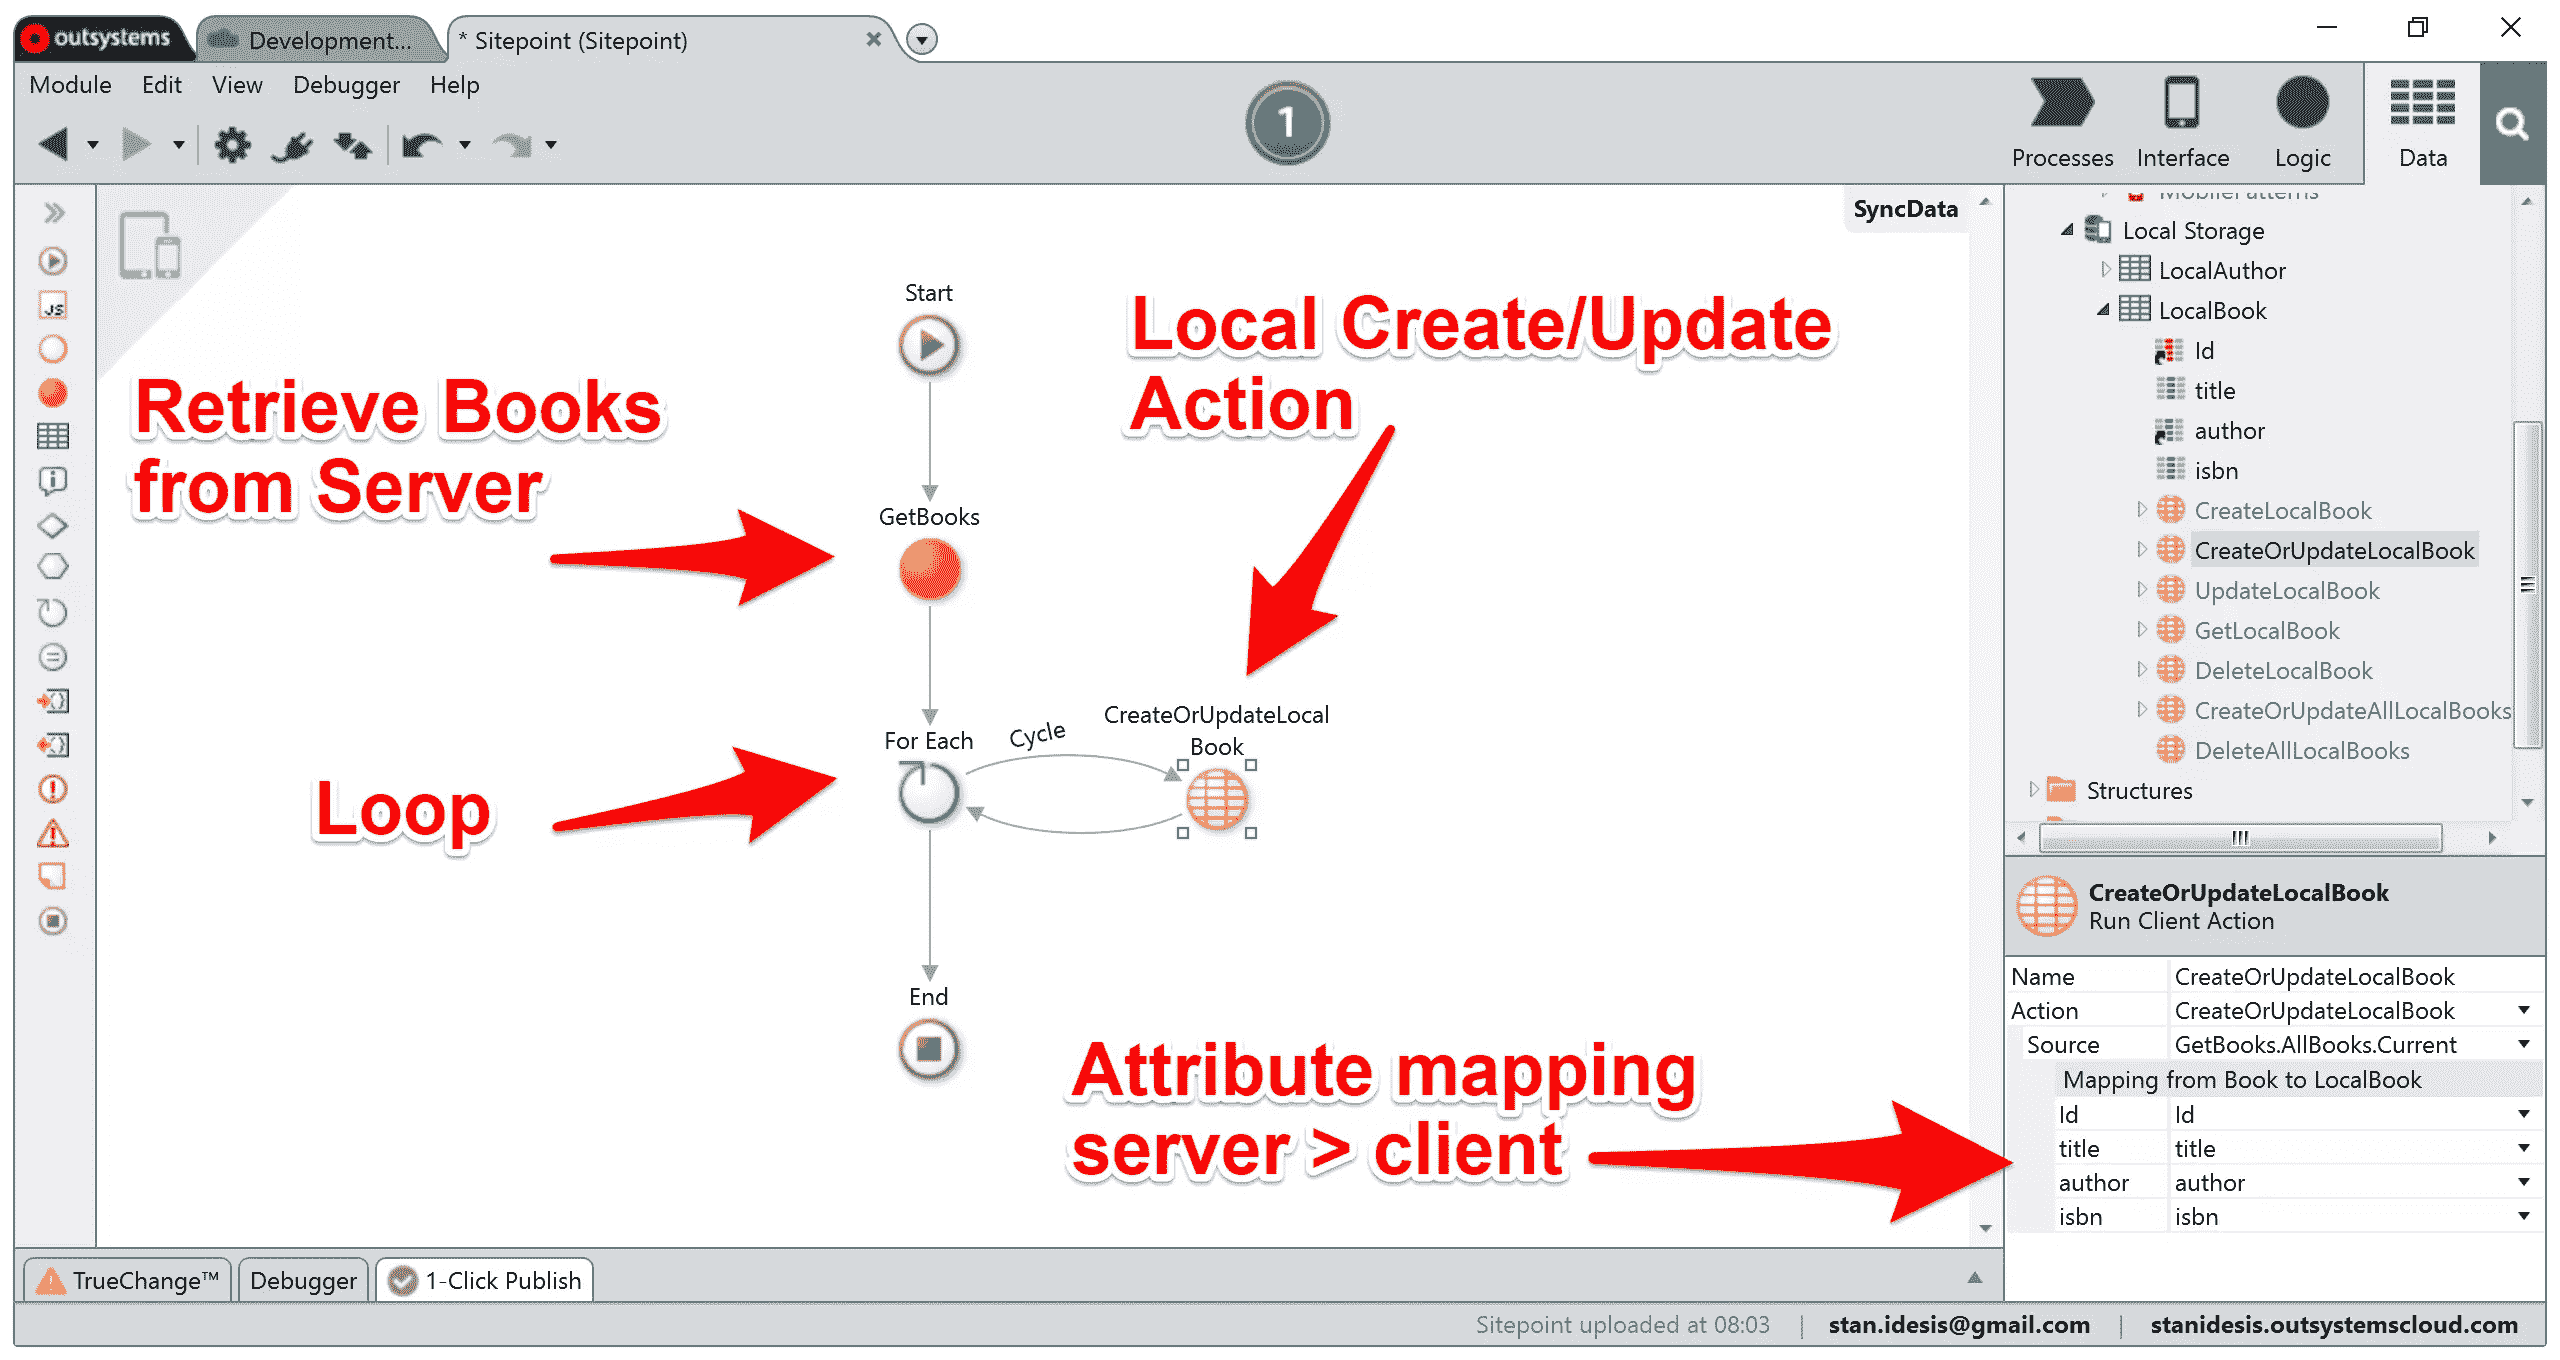 outsystems
Development...
* Sitepoint (Sitepoint)
Module Edit View Debugger Help
1
Processes Interface Logic Data
JS
SyncData
Start
Retrieve Books
from Server
Local Create/Update
Action
GetBooks
For Each
Cycle
CreateOrUpdateLocal
Book
Loop
End
Attribute mapping
server > client
MobilePatterns
Local Storage
LocalAuthor
LocalBook
Id
title
author
isbn
CreateLocalBook
CreateOrUpdateLocalBook
UpdateLocalBook
GetLocalBook
DeleteLocalBook
CreateOrUpdateAllLocalBooks
DeleteAllLocalBooks
Structures
CreateOrUpdateLocalBook
Run Client Action
Name CreateOrUpdateLocalBook
Action CreateOrUpdateLocalBook
Source GetBooks.AllBooks.Current
Mapping from Book to LocalBook
Id Id
title title
author author
isbn isbn
TrueChange™ Debugger 1-Click Publish
Sitepoint uploaded at 08:03 | stan.idesis@gmail.com | stanidesis.outsystemscloud.com